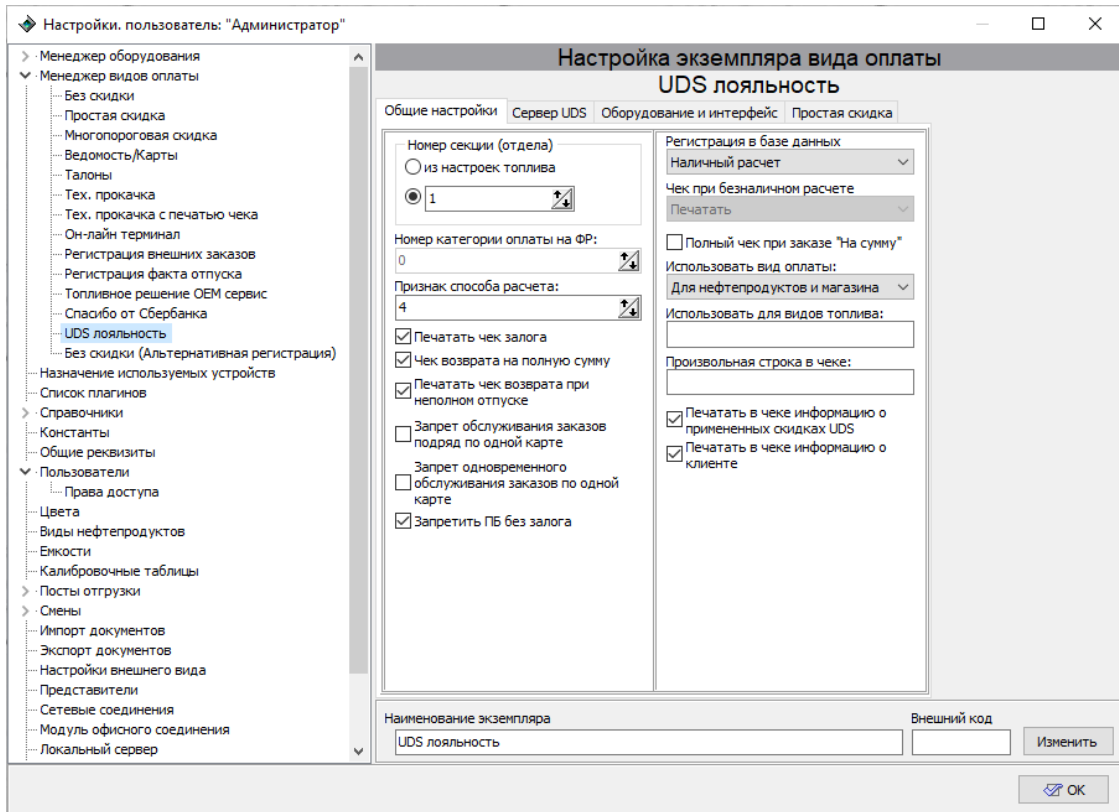 Настройки. пользователь: "Администратор"
Менеджер оборудования
Менеджер видов оплаты
Без скидки
Простая скидка
Многопороговая скидка
Ведомость/Карты
Талоны
Тех. прокачка
Тех. прокачка с печатью чека
Он-лайн терминал
Регистрация внешних заказов
Регистрация факта отпуска
Топливное решение ОЕМ сервис
Спасибо от Сбербанка
UDS лояльность
Без скидки (Альтернативная регистрация)
Назначение используемых устройств
Список плагинов
Справочники
Константы
Общие реквизиты
Пользователи
Права доступа
Цвета
Виды нефтепродуктов
Емкости
Калибровочные таблицы
Посты отгрузки
Смены
Импорт документов
Экспорт документов
Настройки внешнего вида
Представители
Сетевые соединения
Модуль офисного соединения
Локальный сервер
Настройка экземпляра вида оплаты
UDS лояльность
Общие настройки Сервер UDS Оборудование и интерфейс Простая скидка
Номер секции (отдела)
из настроек топлива
1
Номер категории оплаты на ФР:
0
Признак способа расчета:
4
Печатать чек залога
Чек возврата на полную сумму
Печатать чек возврата при
неполном отпуске
Запрет обслуживания заказов
подряд по одной карте
Запрет одновременного
обслуживания заказов по одной
карте
Запретить ПБ без залога
Регистрация в базе данных
Наличный расчет
Чек при безналичном расчете
Печатать
Полный чек при заказе "На сумму"
Использовать вид оплаты:
Для нефтепродуктов и магазина
Использовать для видов топлива:
Произвольная строка в чеке:
Печатать в чеке информацию о
примененных скидках UDS
Печатать в чеке информацию о
клиенте
Наименование экземпляра
Внешний код
UDS лояльность
Изменить
OK